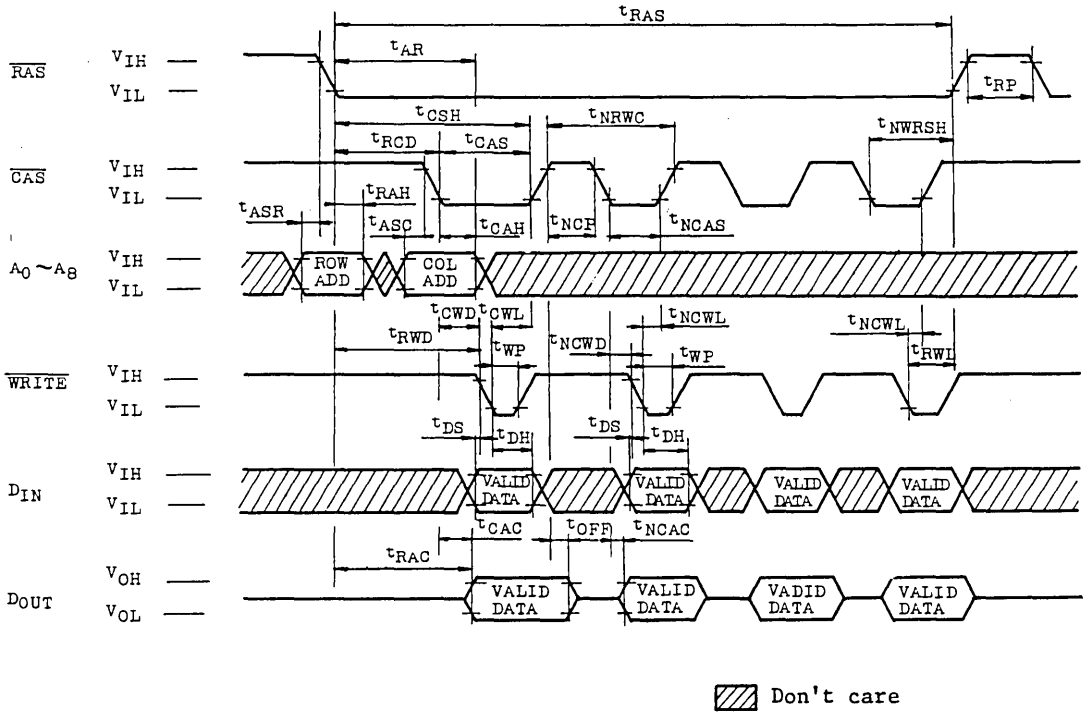 tRAS
tAR
RAS
VIH
VIL
tRP
tCSH
tNRWC
tRCD
tCAS
tNWRSH
CAS
VIH
VIL
tRAH
tASR
tASC
tCAH
tNCP
tNCAS
A0~A8
VIH
VIL
ROW ADD
COL ADD
tCWD
tCWL
tNCWL
tNCWL
tRWD
tWP
tNCWD
tWP
tRWL
WRITE
VIH
VIL
tDS
tDH
tDS
tDH
DIN
VIH
VIL
VALID DATA
VALID DATA
VALID DATA
VALID DATA
tCAC
tOFF
tNCAC
tRAC
DOUT
VOH
VOL
VALID DATA
VALID DATA
VADID DATA
VALID DATA
Don't care